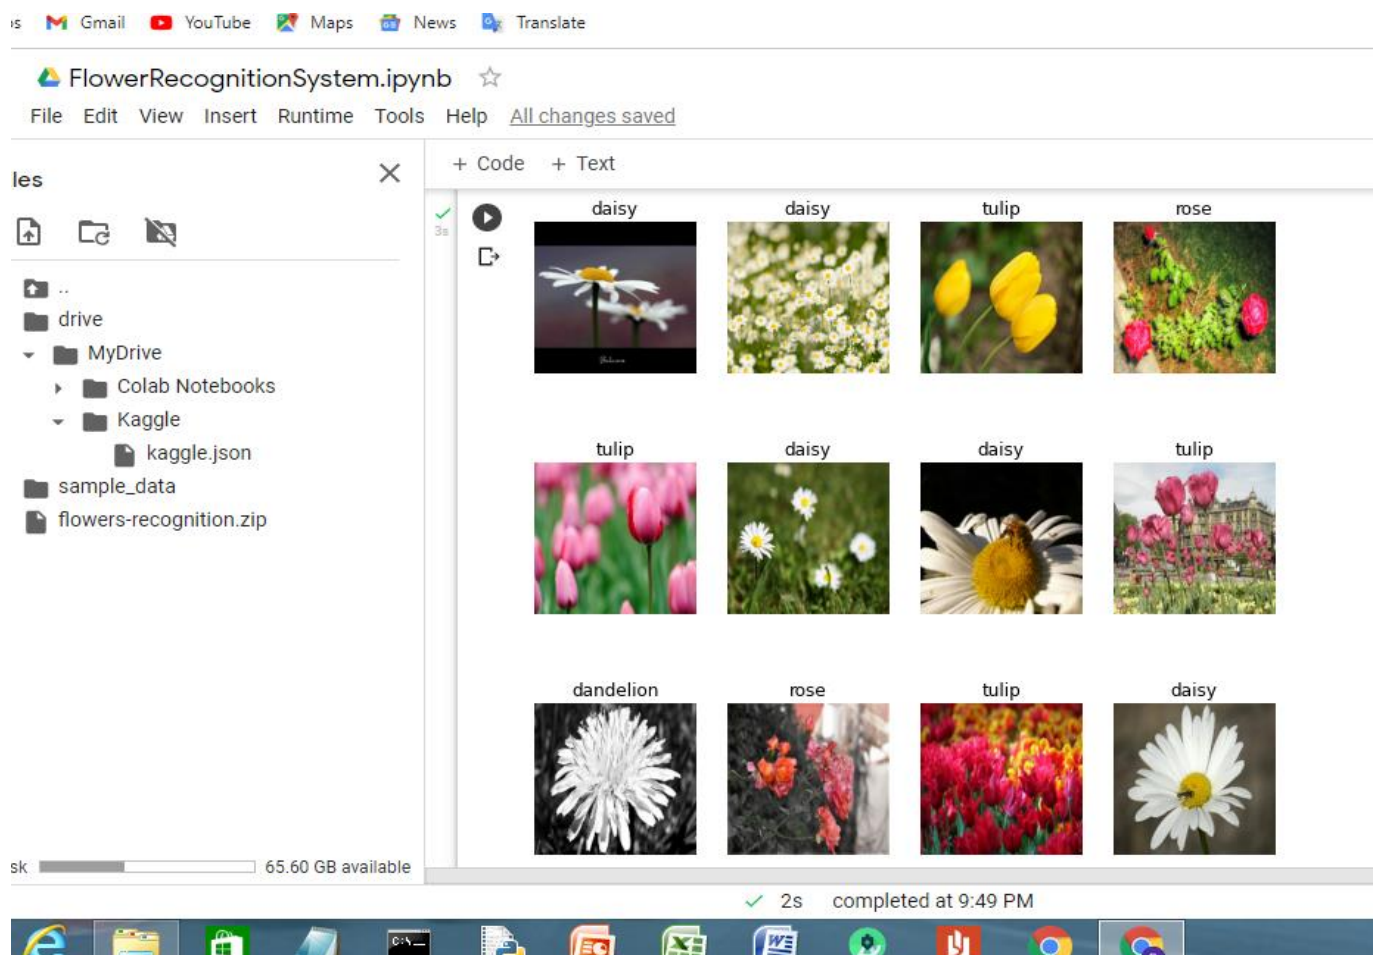 Gmail YouTube Maps News Translate
FlowerRecognitionSystem.ipynb
File Edit View Insert Runtime Tools Help All changes saved
les
+ Code + Text
..
drive
MyDrive
Colab Notebooks
Kaggle
kaggle.json
sample_data
flowers-recognition.zip
65.60 GB available
3s
daisy daisy tulip rose
tulip daisy daisy tulip
dandelion rose tulip daisy
2s completed at 9:49 PM